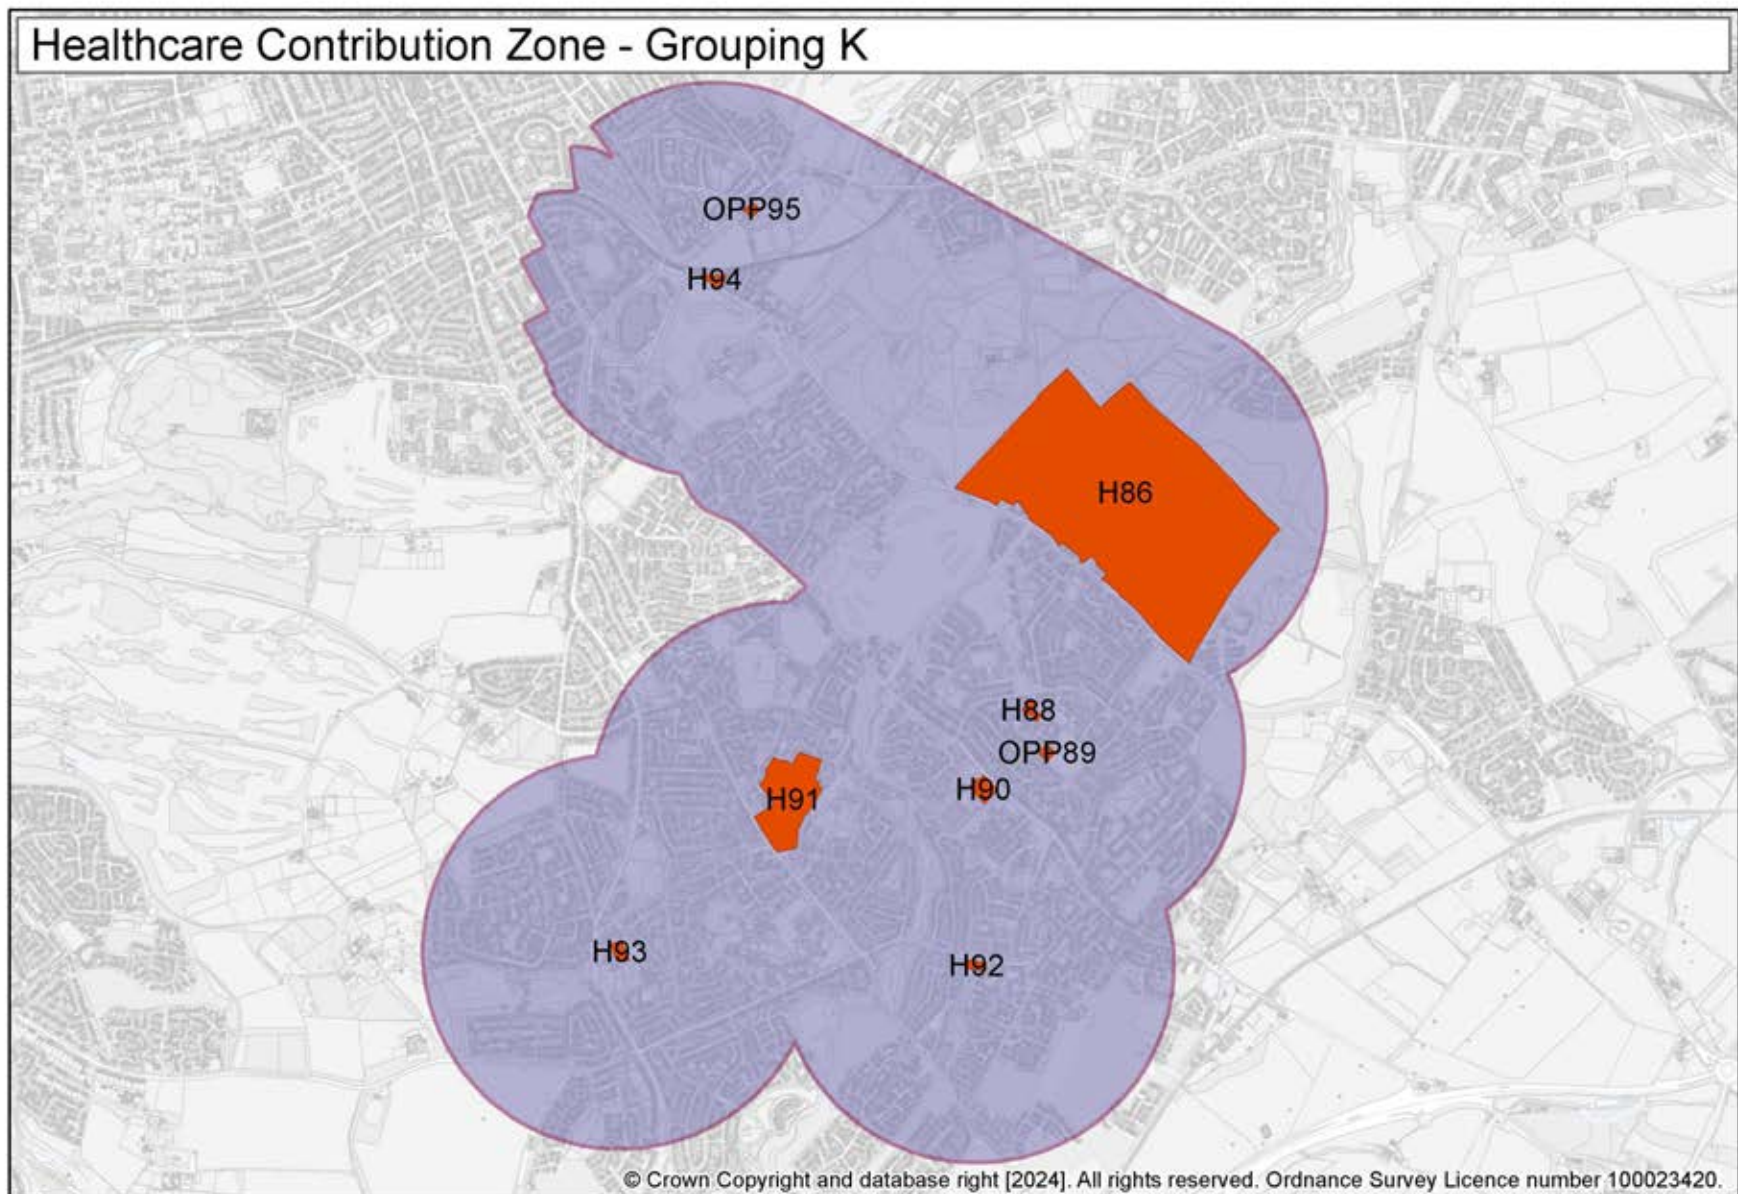 Healthcare Contribution Zone - Grouping K
OPP95
H94
H86
H88
OPP89
H90
H91
H93
H92
© Crown Copyright and database right [2024]. All rights reserved. Ordnance Survey Licence number 100023420.